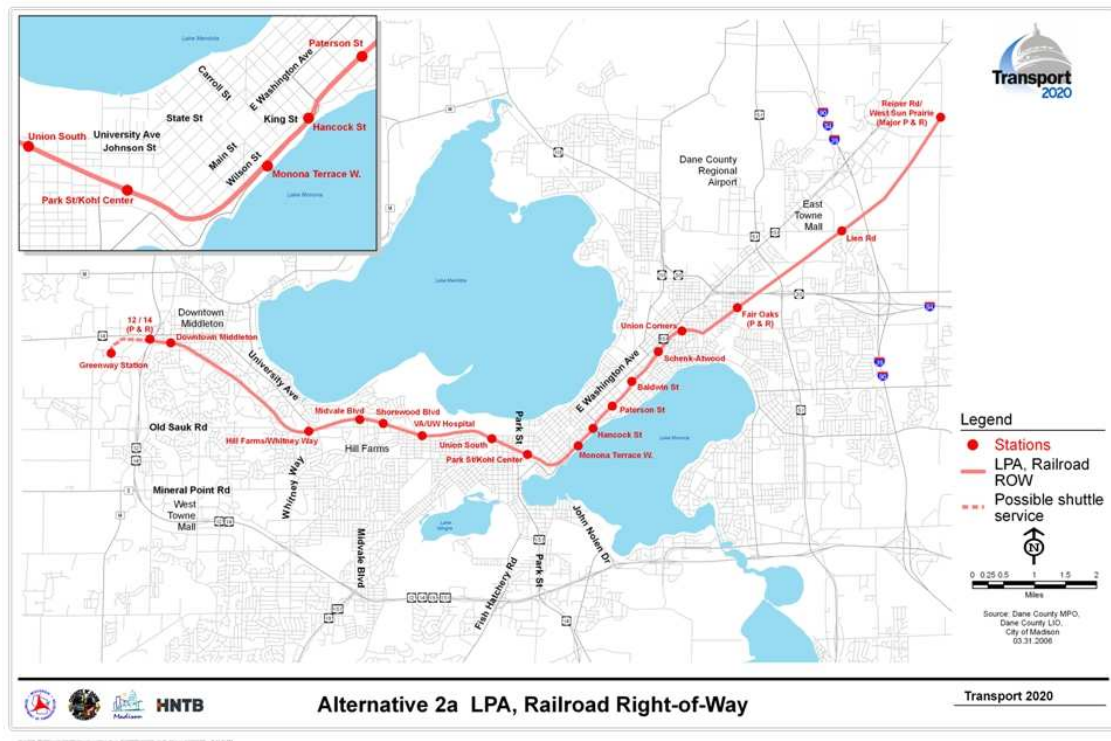 Lake Mendota
Paterson St
Carroll St
E Washington Ave
State St
King St
Hancock St
University Ave
Johnson St
Union South
Main St
Wilson St
Monona Terrace W.
Park St/Kohl Center
Lake Monona
Transport
2020
Reiper Rd/
West Sun Prairie
(Major P & R)
Dane County
Regional
Airport
East
Towne
Mall
Lien Rd
Lake Mendota
Fair Oaks
(P & R)
Union Corners
Schenk-Atwood
E Washington Ave
Baldwin St
Paterson St
Hancock St
Monona Terrace W.
Lake Monona
Downtown
Middleton
12 / 14
(P & R)
Downtown Middleton
Greenway Station
University Ave
Midvale Blvd
Shorewood Blvd
VA/UW Hospital
Park St
Union South
Park St/Kohl Center
Hill Farms/Whitney Way
Hill Farms
Old Sauk Rd
Whitney Way
Mineral Point Rd
West
Towne
Mall
Midvale Blvd
Lake
Wingra
Fish Hatchery Rd
Park St
John Nolen Dr
Legend
Stations
LPA, Railroad
ROW
Possible shuttle
service
N
0 0.25 0.5 1 2
Miles
Source: Dane County MPO,
Dane County LIO,
City of Madison
03.31.2006
Madison
HNTB
Alternative 2a LPA, Railroad Right-of-Way
Transport 2020